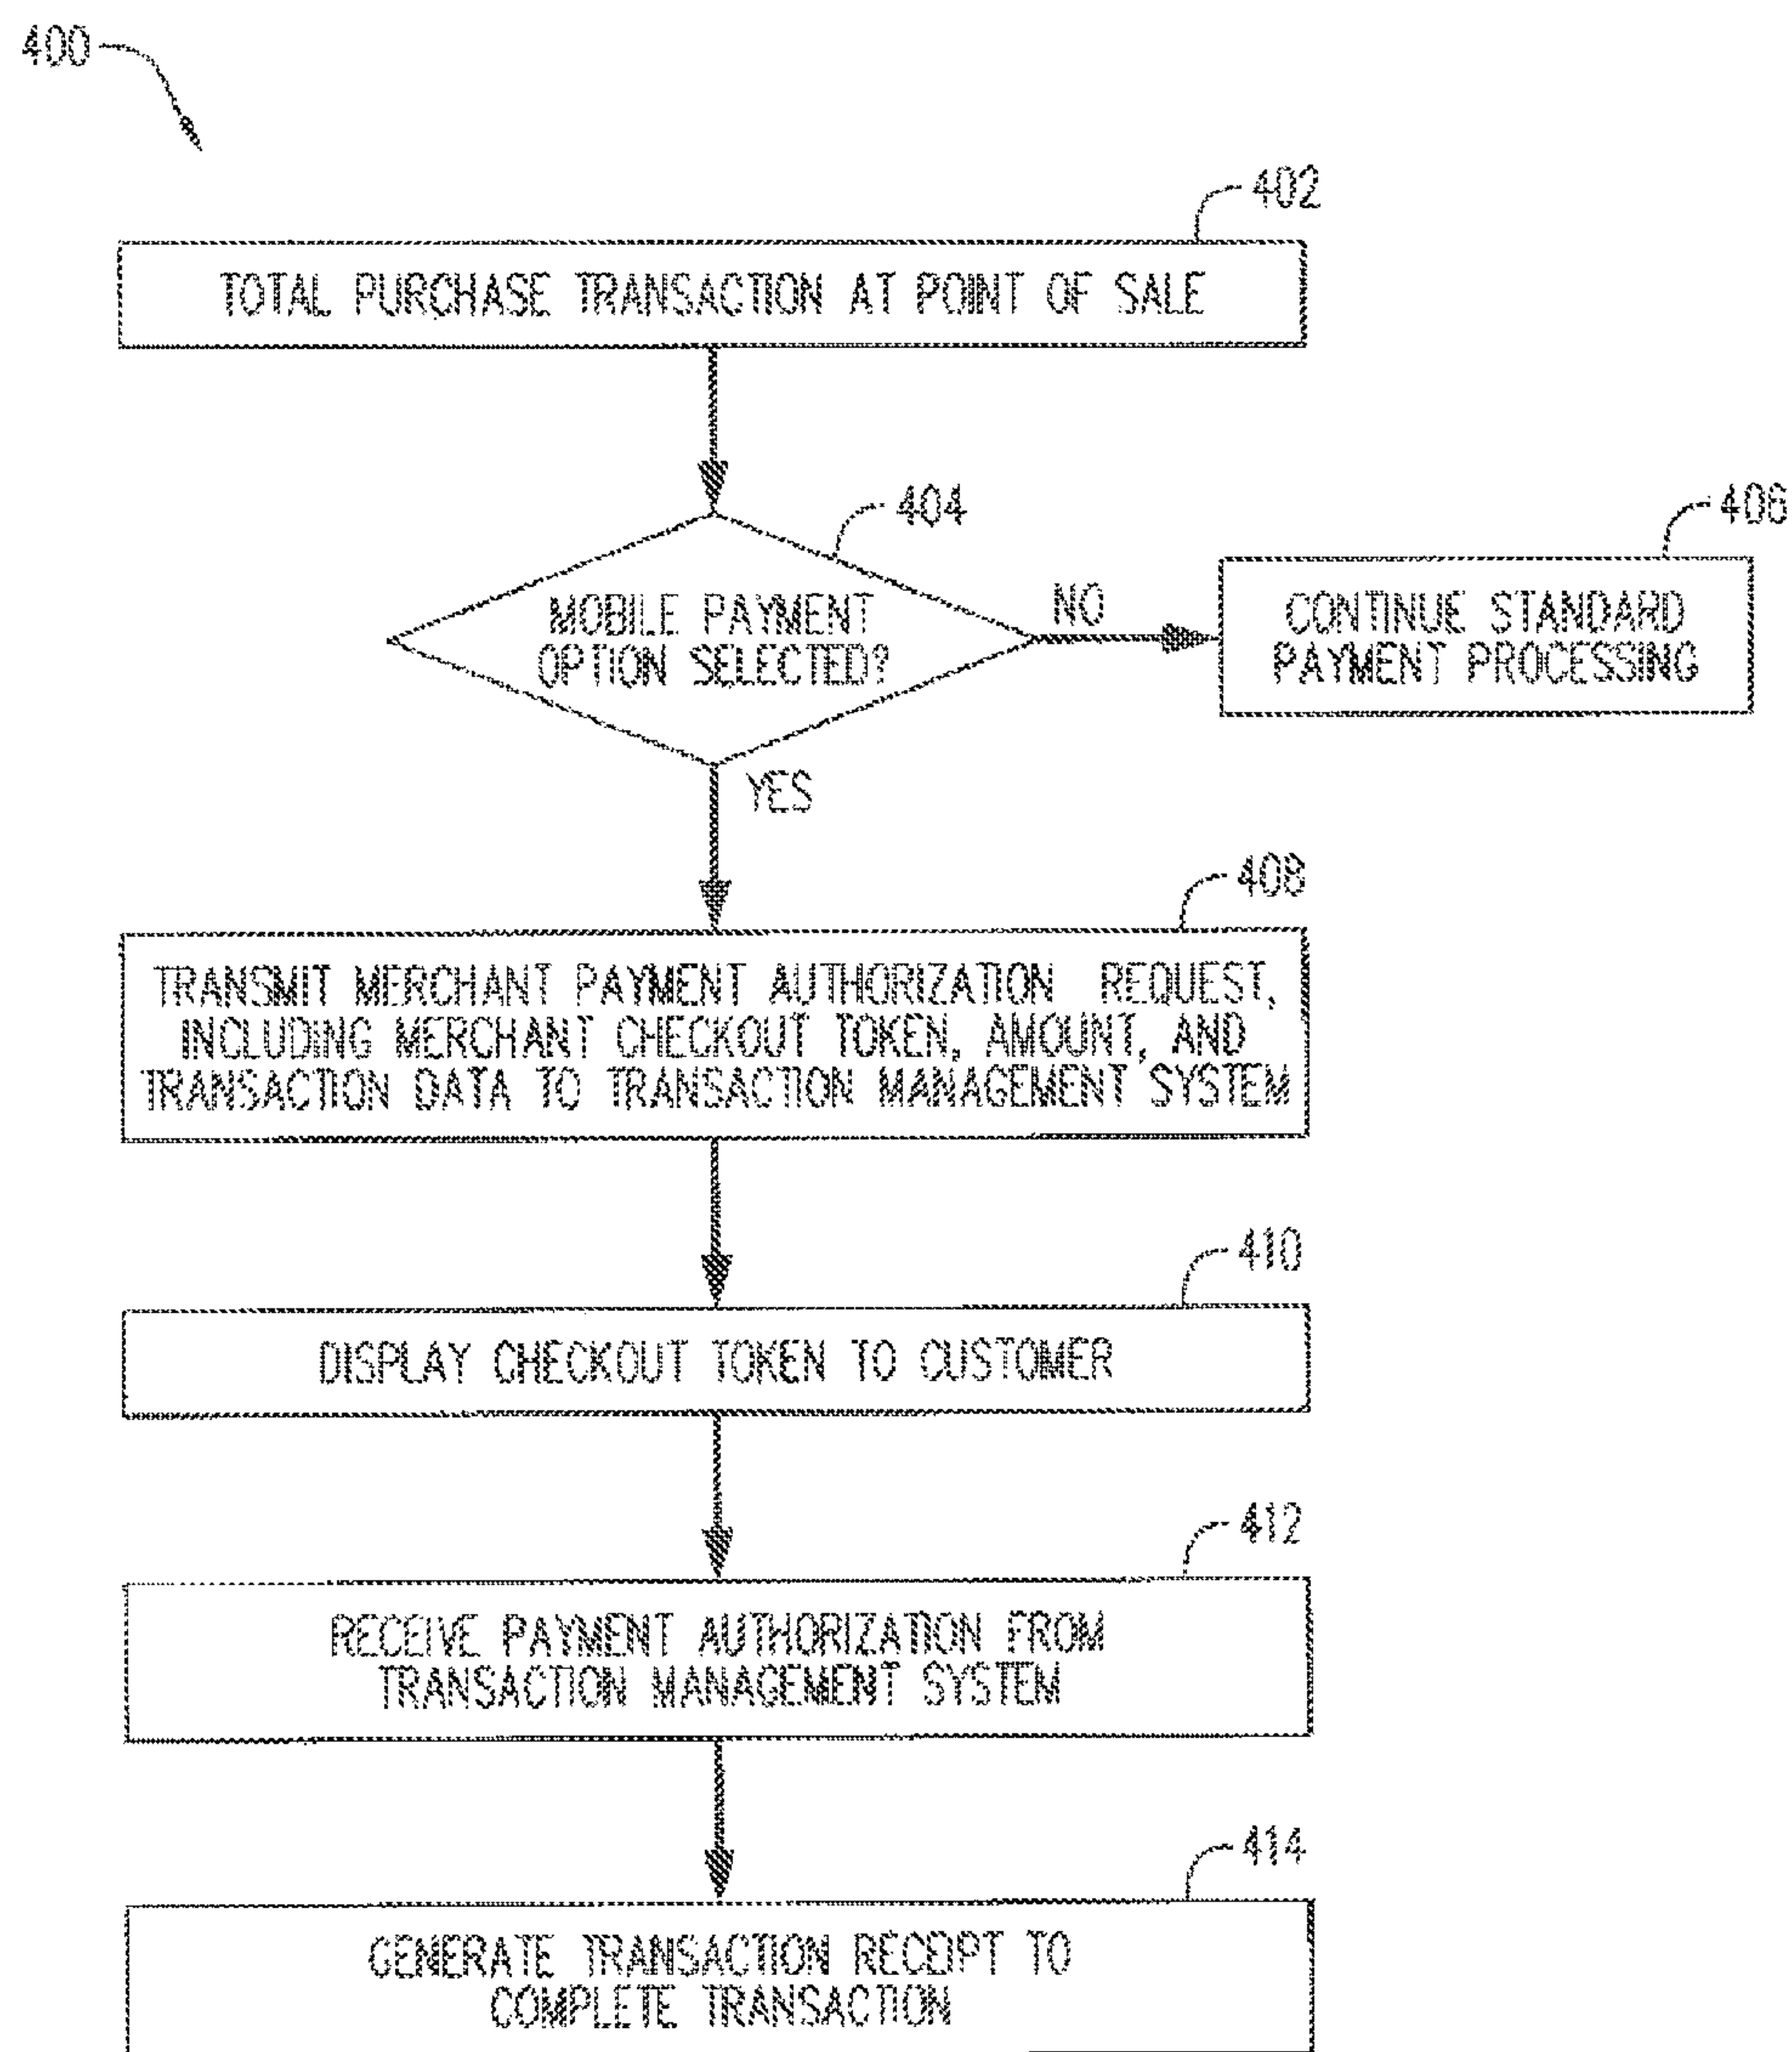 400
402
TOTAL PURCHASE TRANSACTION AT POINT OF SALE
404
MOBILE PAYMENT
OPTION SELECTED?
NO
406
CONTINUE STANDARD
PAYMENT PROCESSING
YES
408
TRANSMIT MERCHANT PAYMENT AUTHORIZATION REQUEST,
INCLUDING MERCHANT CHECKOUT TOKEN, AMOUNT, AND
TRANSACTION DATA TO TRANSACTION MANAGEMENT SYSTEM
410
DISPLAY CHECKOUT TOKEN TO CUSTOMER
412
RECEIVE PAYMENT AUTHORIZATION FROM
TRANSACTION MANAGEMENT SYSTEM
414
GENERATE TRANSACTION RECEIPT TO
COMPLETE TRANSACTION